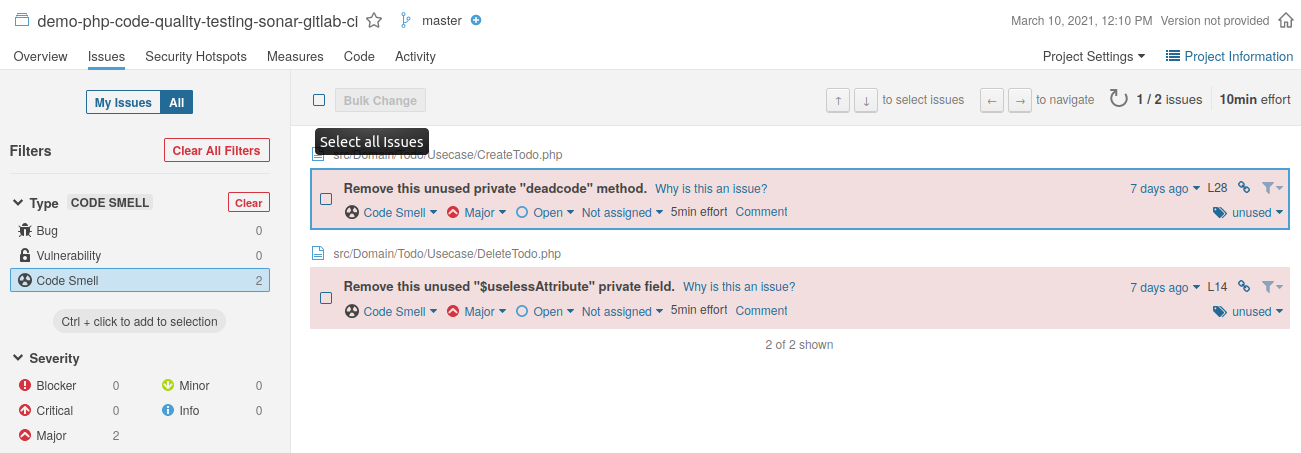 demo-php-code-quality-testing-sonar-gitlab-ci master March 10, 2021, 12:10 PM Version not provided
Overview Issues Security Hotspots Measures Code Activity Project Settings Project Information
My Issues All
Bulk Change ↑ ↓ to select issues ← → to navigate 1 / 2 issues 10min effort
Select all Issues
Filters Clear All Filters
src/Domain/Todo/Usecase/CreateTodo.php
Remove this unused private "deadcode" method. Why is this an issue? 7 days ago L28
Code Smell Major Open Not assigned 5min effort Comment unused
Type CODE SMELL Clear
Bug 0
Vulnerability 0
Code Smell 2
src/Domain/Todo/Usecase/DeleteTodo.php
Remove this unused "$uselessAttribute" private field. Why is this an issue? 7 days ago L14
Code Smell Major Open Not assigned 5min effort Comment unused
Ctrl + click to add to selection
2 of 2 shown
Severity
Blocker 0 Minor 0
Critical 0 Info 0
Major 2